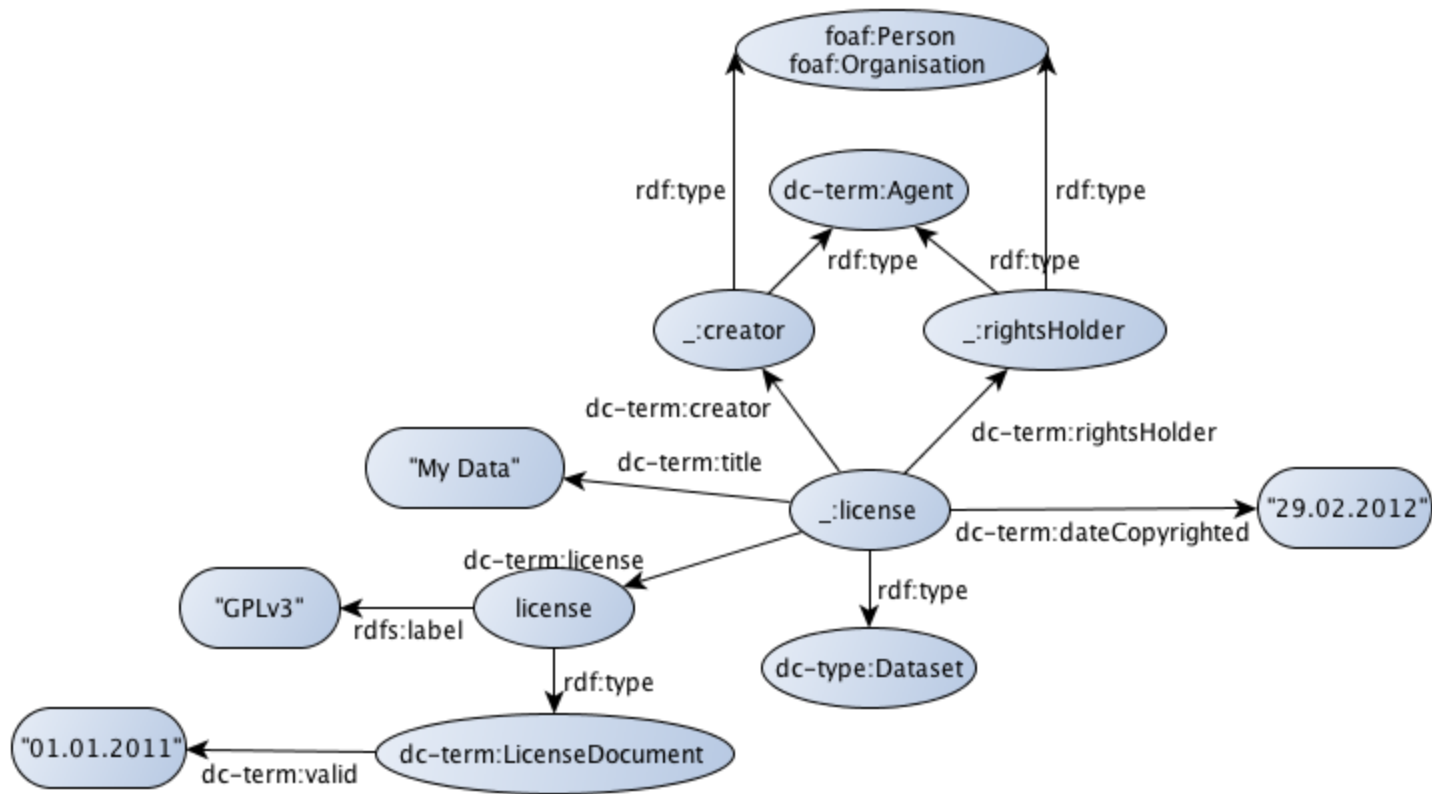 foaf:Person
foaf:Organisation
rdf:type
dc-term:Agent
rdf:type
rdf:type
rdf:type
_:creator
_:rightsHolder
dc-term:creator
dc-term:rightsHolder
"My Data"
dc-term:title
_:license
"29.02.2012"
dc-term:dateCopyrighted
dc-term:license
rdf:type
"GPLv3"
license
rdfs:label
dc-type:Dataset
rdf:type
"01.01.2011"
dc-term:LicenseDocument
dc-term:valid